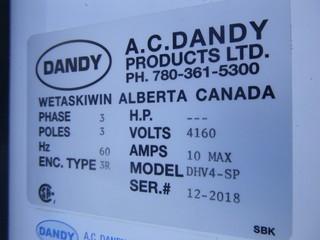 DANDY
A.C.DANDY
PRODUCTS LTD.
PH. 780-361-5300
WETASKIWIN ALBERTA CANADA
PHASE 3 H.P. ---
POLES 3 VOLTS 4160
Hz 60 AMPS 10 MAX
ENC. TYPE 3R MODEL DHV4-SP
SER.# 12-2018
SBK
DANDY A.C. DAN